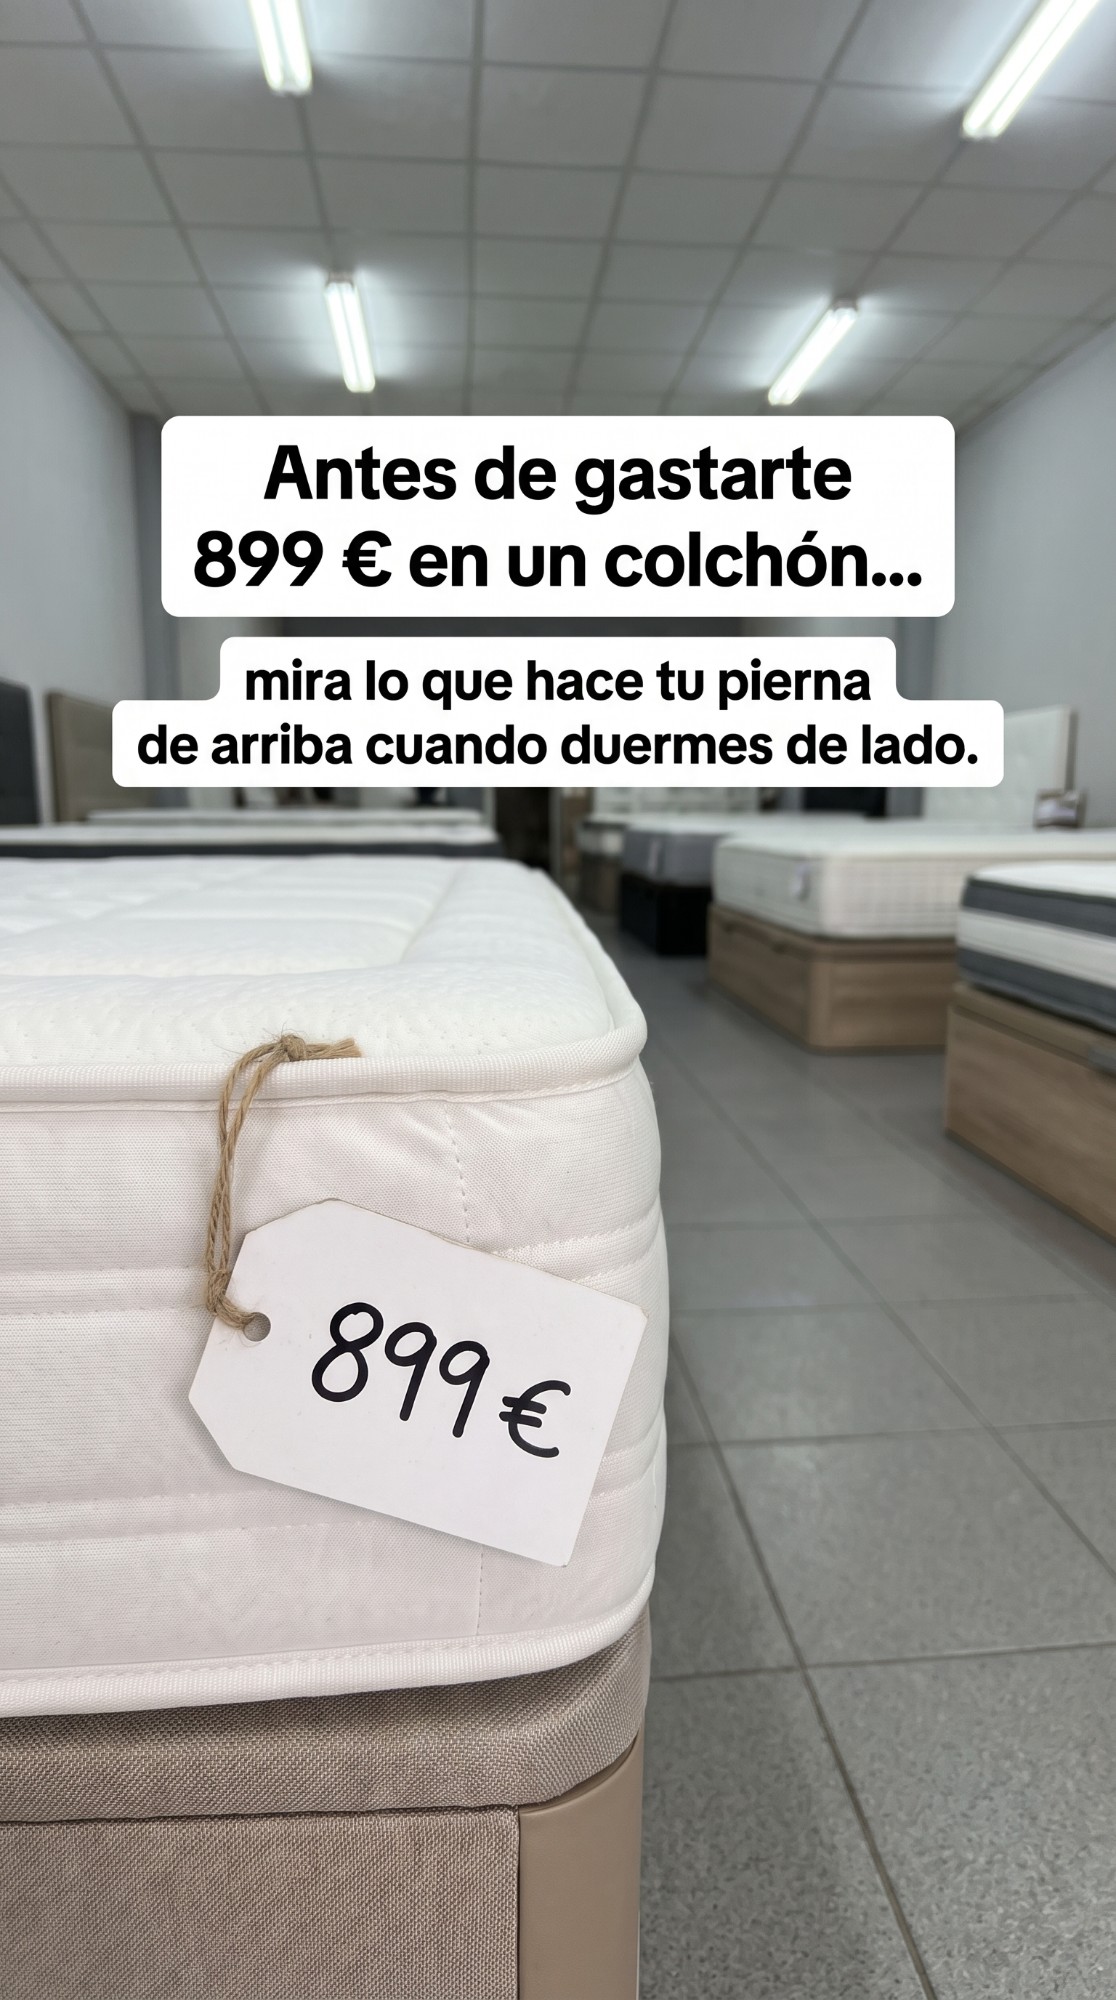 Antes de gastarte
899 € en un colchón...
mira lo que hace tu pierna
de arriba cuando duermes de lado.
899 €